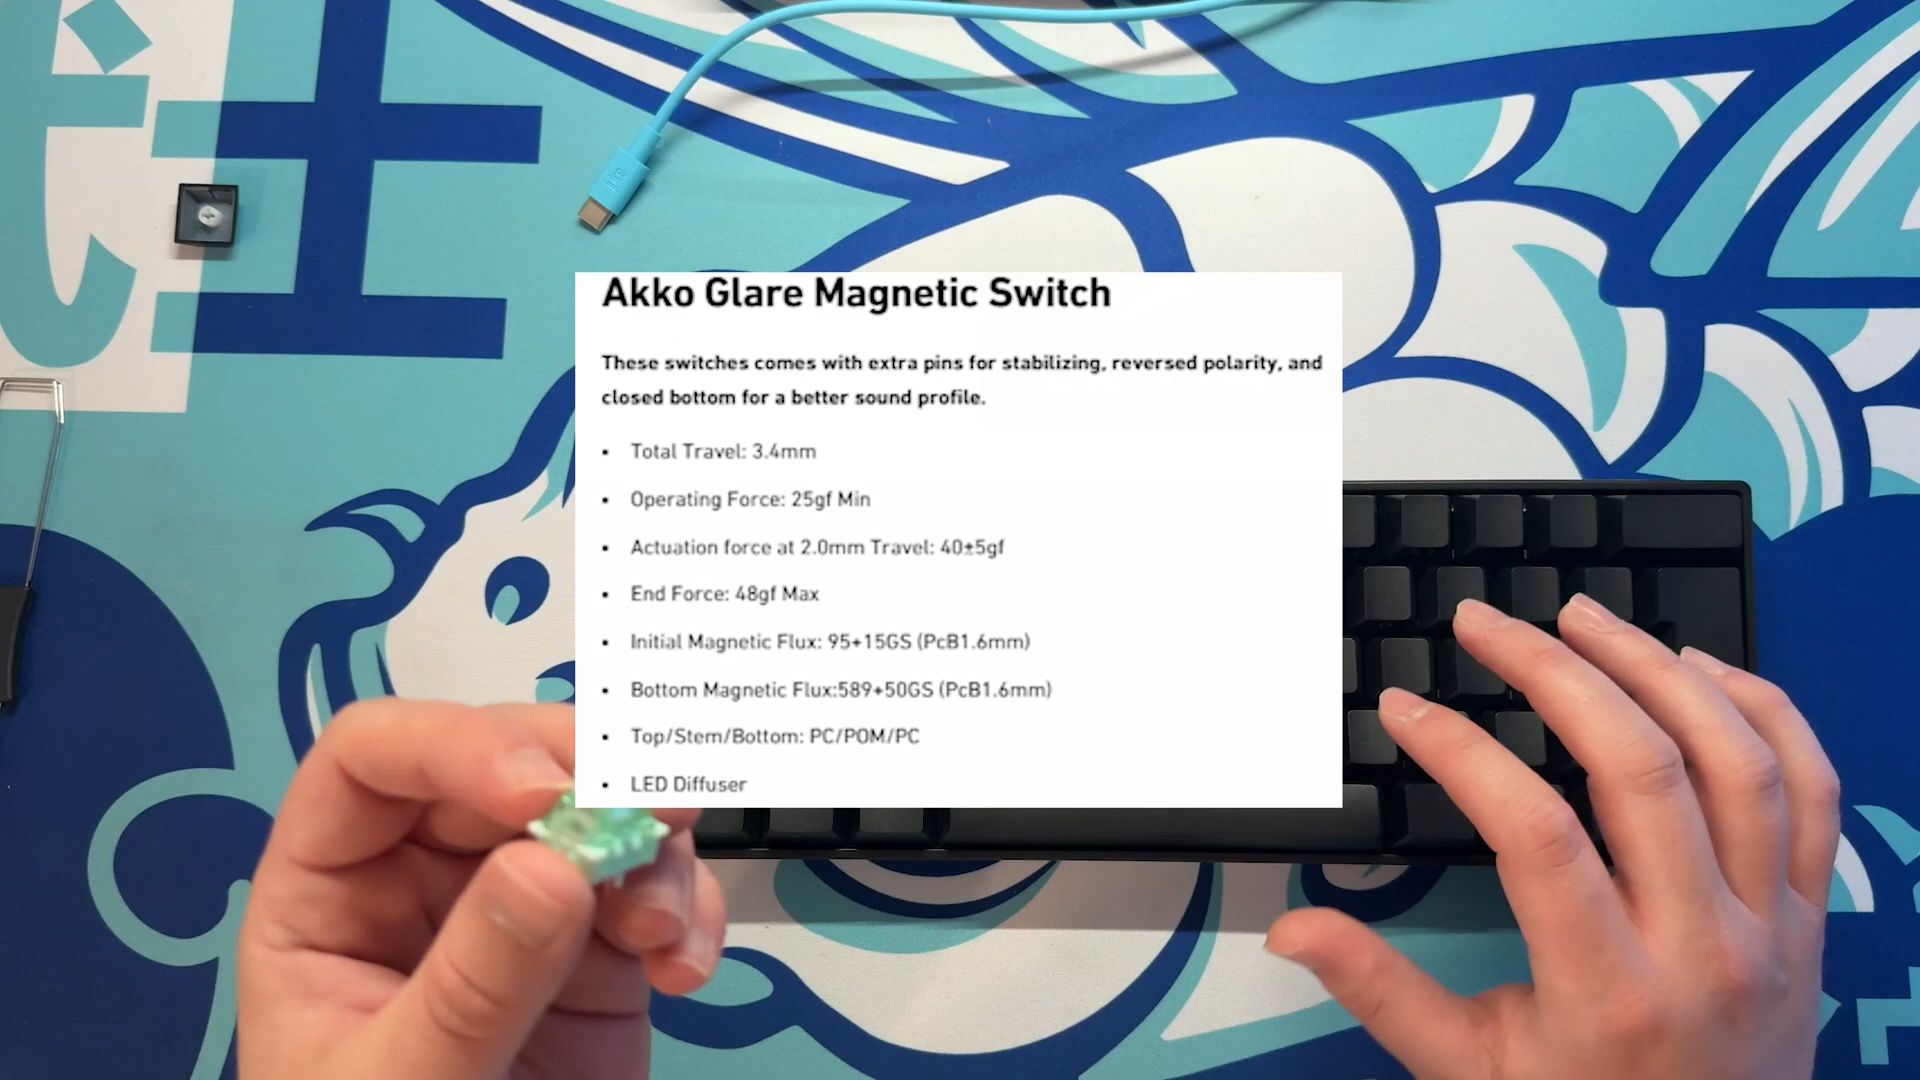 Akko Glare Magnetic Switch
These switches comes with extra pins for stabilizing, reversed polarity, and
closed bottom for a better sound profile.
• Total Travel: 3.4mm
• Operating Force: 25gf Min
• Actuation force at 2.0mm Travel: 40±5gf
• End Force: 48gf Max
• Initial Magnetic Flux: 95+15GS (PcB1.6mm)
• Bottom Magnetic Flux:589+50GS (PcB1.6mm)
• Top/Stem/Bottom: PC/POM/PC
• LED Diffuser